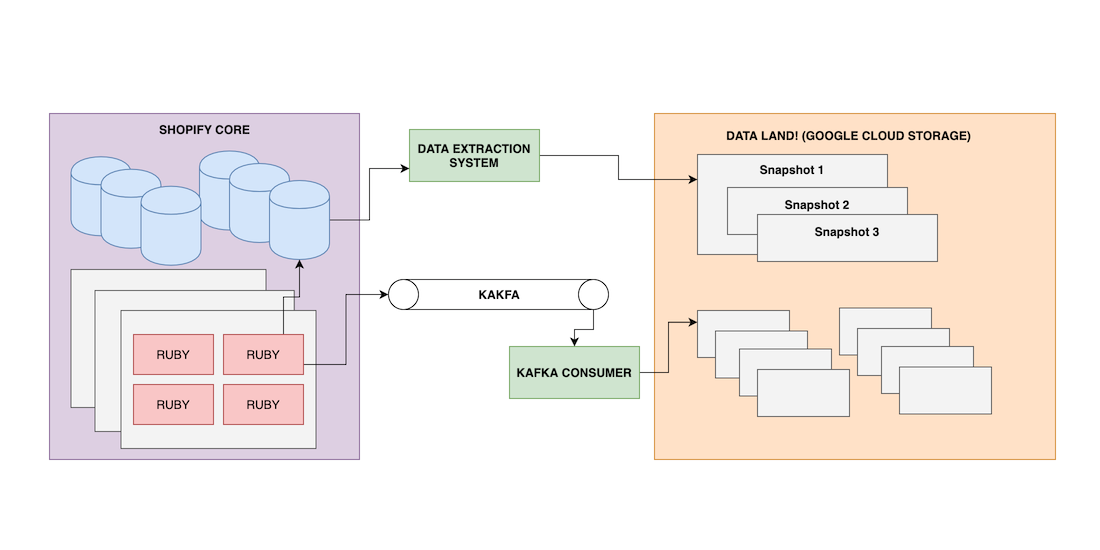 SHOPIFY CORE
DATA EXTRACTION
SYSTEM
DATA LAND! (GOOGLE CLOUD STORAGE)
Snapshot 1
Snapshot 2
Snapshot 3
KAKFA
RUBY
RUBY
RUBY
RUBY
KAFKA CONSUMER